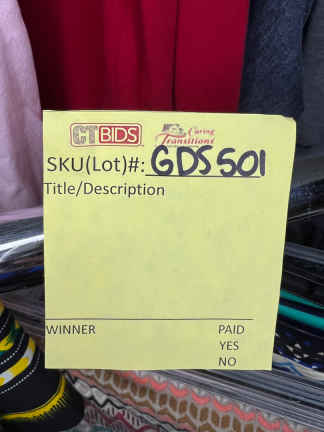 CTBIDS Caring Transitions
SKU(Lot)#: GDS501
Title/Description
WINNER PAID
YES
NO